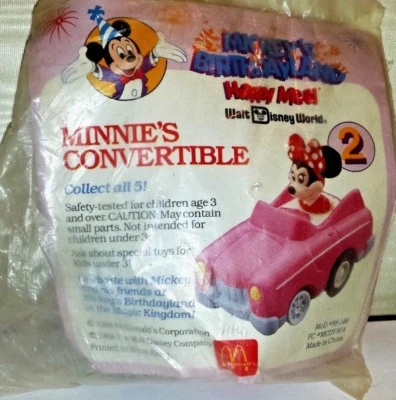 MICKEY'S
BIRTHDAYLAND
Happy Meal
Walt Disney World
MINNIE'S
CONVERTIBLE
2
Collect all 5!
Safety-tested for children age 3
and over. CAUTION: May contain
small parts. Not intended for
children under 3.
Ask about special toys for
kids under 3!
with Mickey
his friends at
Mickey's Birthdayland
in the Magic Kingdom!
McDonald's Corporation
Walt Disney Company
Printed in
McD
Made in China